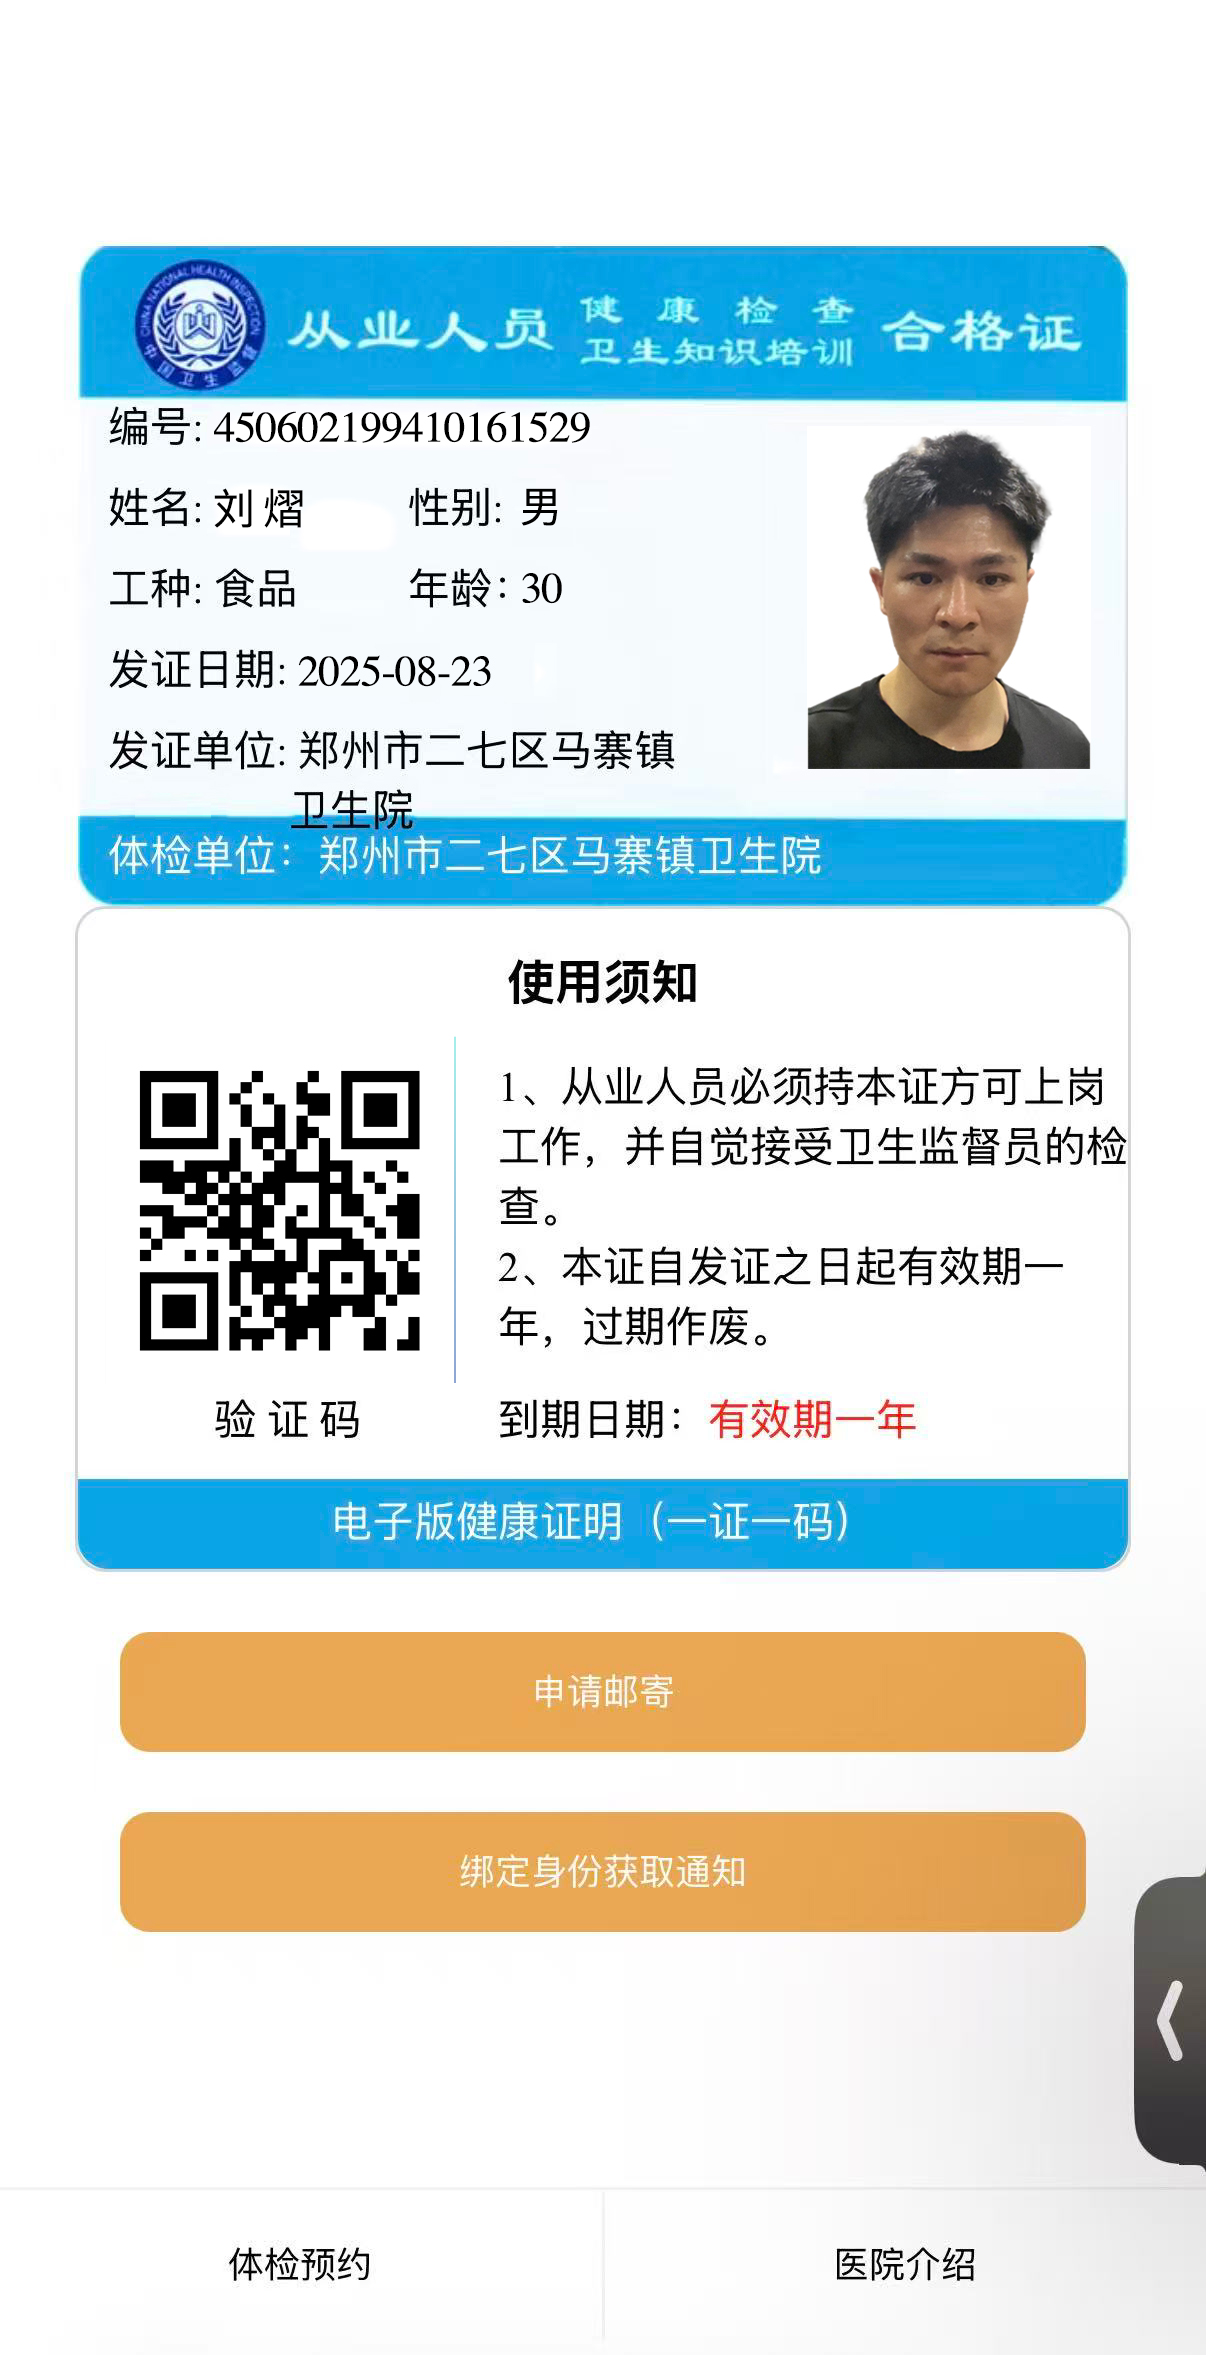 CHINA NATIONAL HEALTH INSPECTION
中国卫生监督
从业人员 健康检查 卫生知识培训 合格证
编号: 450602199410161529
姓名: 刘 熠 性别: 男
工种: 食品 年龄: 30
发证日期: 2025-08-23
发证单位: 郑州市二七区马寨镇
卫生院
体检单位: 郑州市二七区马寨镇卫生院
使用须知
1、从业人员必须持本证方可上岗
工作，并自觉接受卫生监督员的检
查。
2、本证自发证之日起有效期一
年，过期作废。
验 证 码
到期日期: 有效期一年
电子版健康证明（一证一码）
申请邮寄
绑定身份获取通知
体检预约
医院介绍